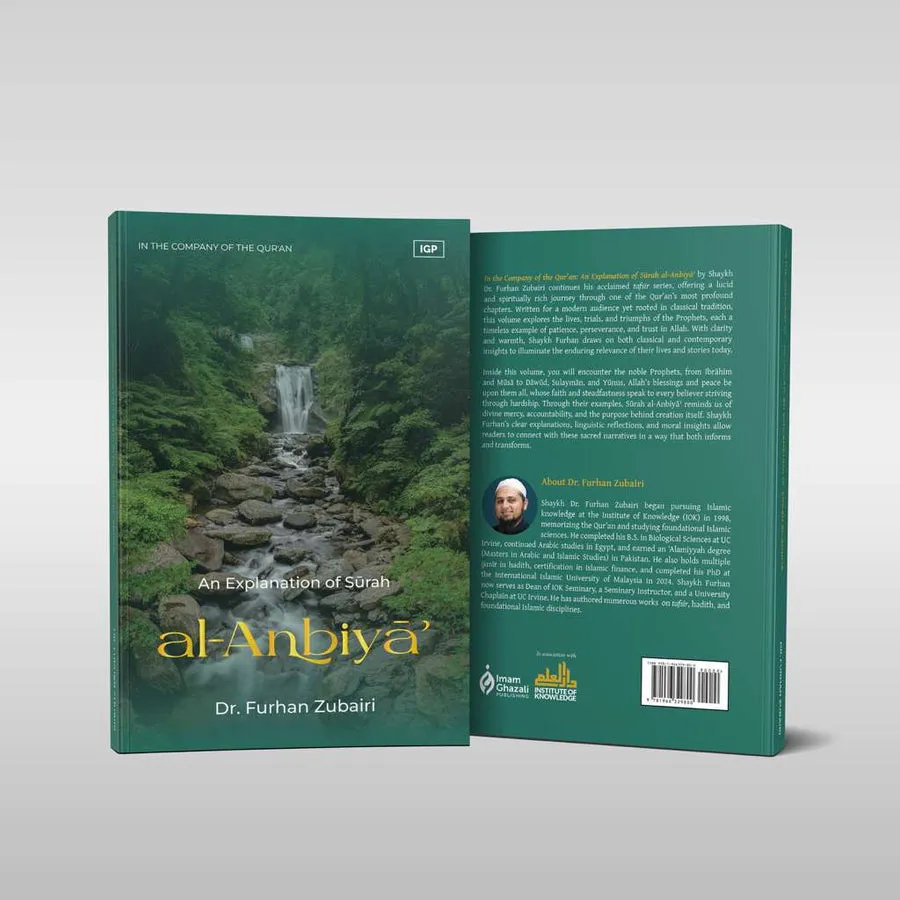 IN THE COMPANY OF THE QUR'AN
IGP
An Explanation of Sūrah
al-Anbiyā’
Dr. Furhan Zubairi
In the Company of the Qur'an: An Explanation of Sūrah al-Anbiyā' by Shaykh
Dr. Furhan Zubairi continues his acclaimed tafsīr series, offering a lucid
and spiritually rich journey through one of the Qur'an's most profound
chapters. Written for a modern audience yet rooted in classical tradition,
this volume explores the lives, trials, and triumphs of the Prophets, each a
timeless example of patience, perseverance, and trust in Allah. With clarity
and warmth, Shaykh Furhan draws on both classical and contemporary
insights to illuminate the enduring relevance of their lives and stories today.
Inside this volume, you will encounter the noble Prophets, from Ibrāhīm
and Mūsā to Dāwūd, Sulaymān, and Yūnus, Allah's blessings and peace be
upon them all, whose faith and steadfastness speak to every believer striving
through hardship. Through their examples, Sūrah al-Anbiyā' reminds us of
divine mercy, accountability, and the purpose behind creation itself. Shaykh
Furhan's clear explanations, linguistic reflections, and moral insights allow
readers to connect with these sacred narratives in a way that both informs
and transforms.
About Dr. Furhan Zubairi
Shaykh Dr. Furhan Zubairi began pursuing Islamic
knowledge at the Institute of Knowledge (IOK) in 1998,
memorizing the Qur'an and studying foundational Islamic
sciences. He completed his B.S. in Biological Sciences at UC
Irvine, continued Arabic studies in Egypt, and earned an 'Alamiyyah degree
(Masters in Arabic and Islamic Studies) in Pakistan. He also holds multiple
ijāzāt in ḥadīth, certification in Islamic finance, and completed his PhD at
the International Islamic University of Malaysia in 2024. Shaykh Furhan
now serves as Dean of IOK Seminary, a Seminary Instructor, and a University
Chaplain at UC Irvine. He has authored numerous works on tafsīr, hadith, and
foundational Islamic disciplines.
In association with
Imam
Ghazali
PUBLISHING
دار العلم
INSTITUTE OF
KNOWLEDGE